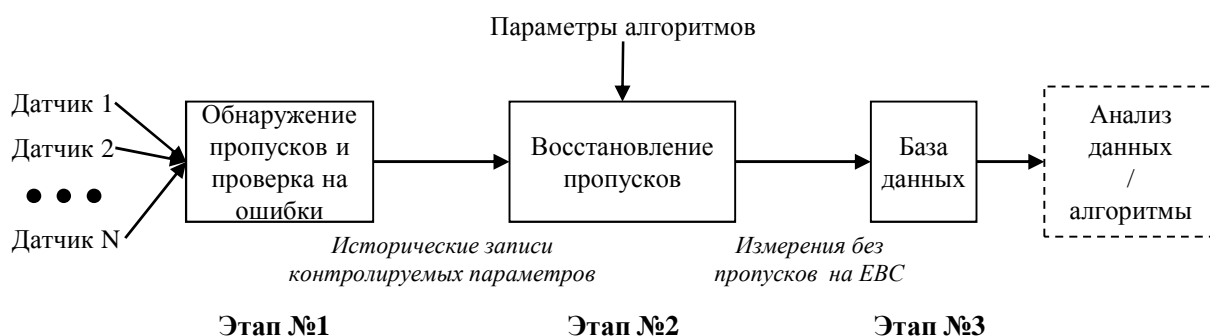 Параметры алгоритмов
Датчик 1
Датчик 2
Датчик N
Обнаружение
пропусков и
проверка на
ошибки
Восстановление
пропусков
База
данных
Анализ
данных
/
алгоритмы
Исторические записи
контролируемых параметров
Измерения без
пропусков на ЕВС
Этап №1
Этап №2
Этап №3